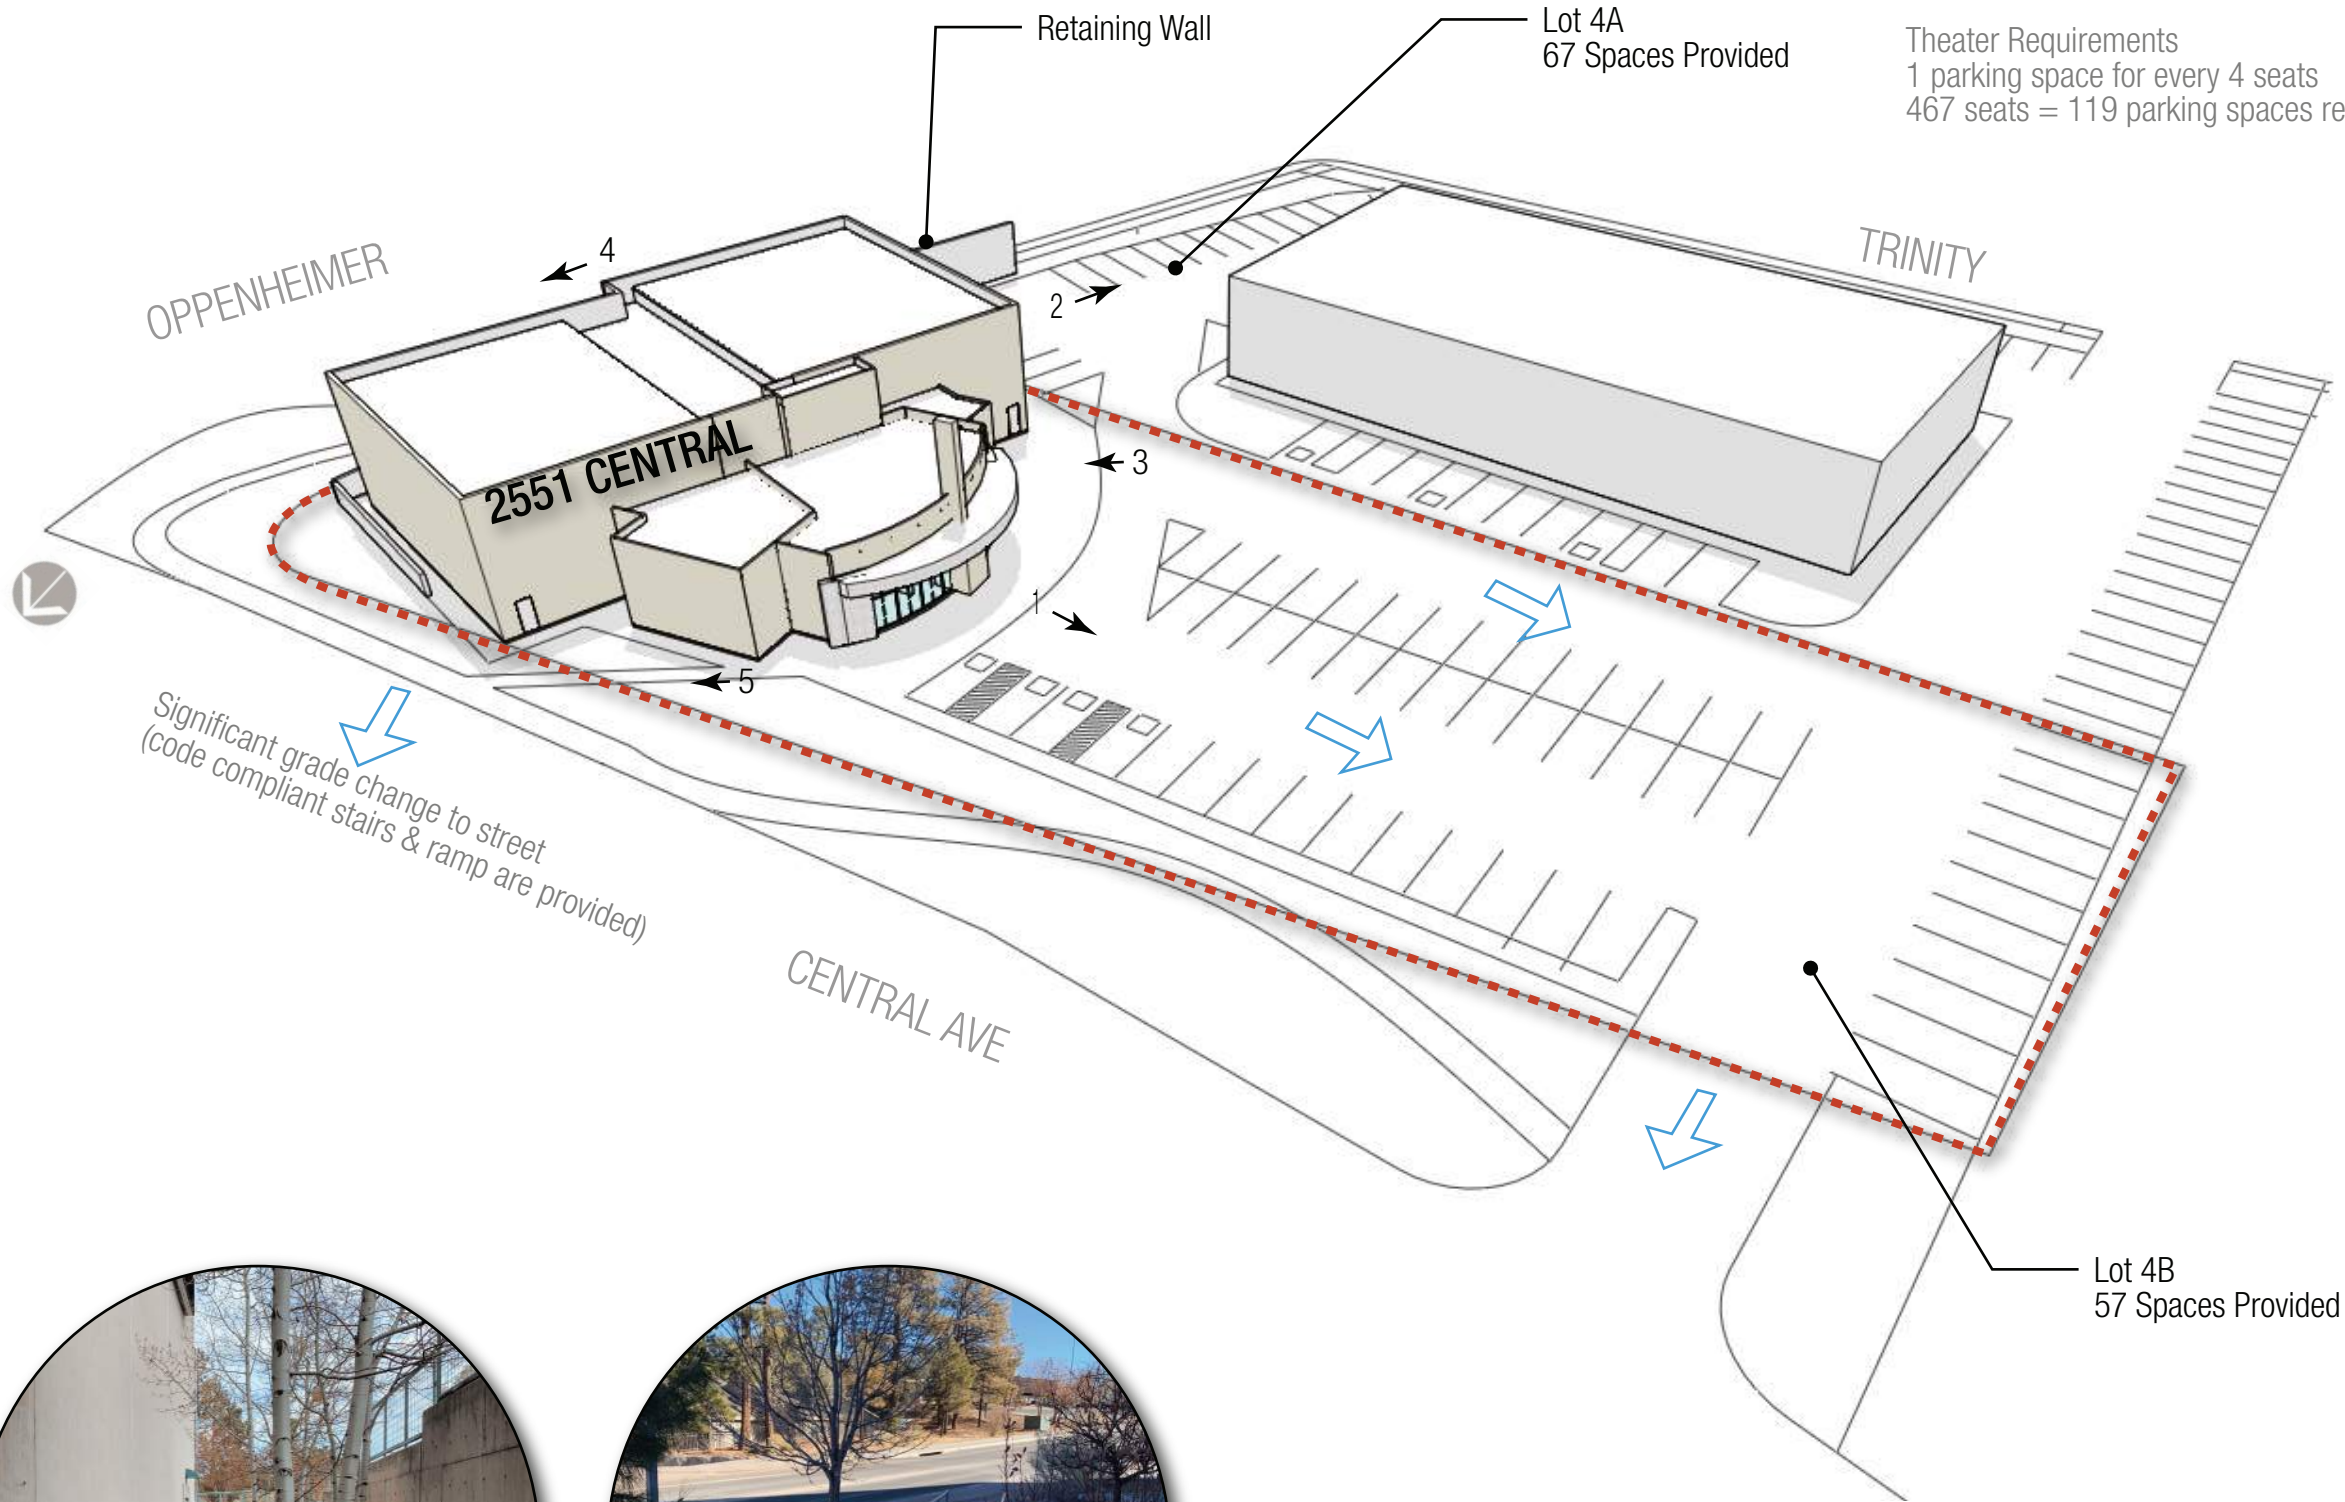 Retaining Wall
Lot 4A
67 Spaces Provided
Theater Requirements
1 parking space for every 4 seats
467 seats = 119 parking spaces re
OPPENHEIMER
TRINITY
4
2
3
2551 CENTRAL
1
5
Significant grade change to street
(code compliant stairs & ramp are provided)
CENTRAL AVE
Lot 4B
57 Spaces Provided